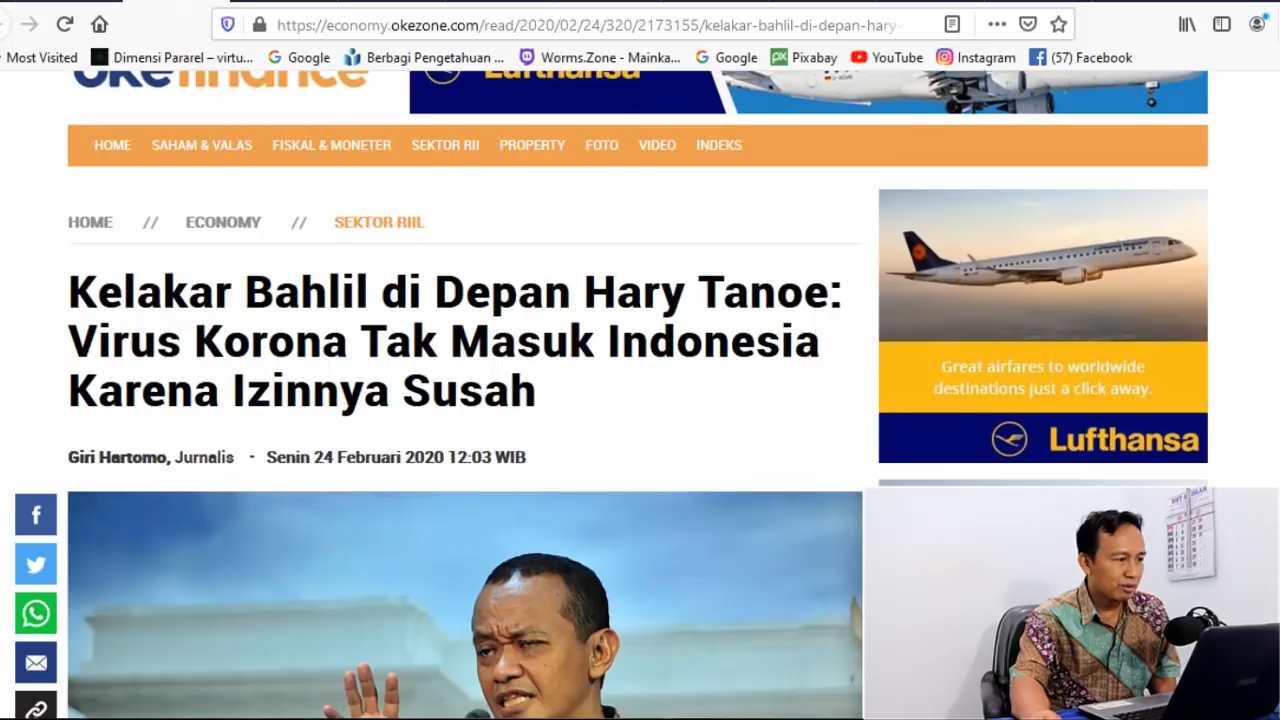 https://economy.okezone.com/read/2020/02/24/320/2173155/kelakar-bahlil-di-depan-hary-
Most Visited
Dimensi Pararel – virtu...
Google
Berbagi Pengetahuan ...
Worms.Zone - Mainka...
Google
Pixabay
YouTube
Instagram
(57) Facebook
okefinance
Lufthansa
HOME
SAHAM & VALAS
FISKAL & MONETER
SEKTOR RII
PROPERTY
FOTO
VIDEO
INDEKS
HOME // ECONOMY // SEKTOR RIIL
Kelakar Bahlil di Depan Hary Tanoe:
Virus Korona Tak Masuk Indonesia
Karena Izinnya Susah
Giri Hartomo, Jurnalis - Senin 24 Februari 2020 12:03 WIB
Great airfares to worldwide
destinations just a click away.
Lufthansa